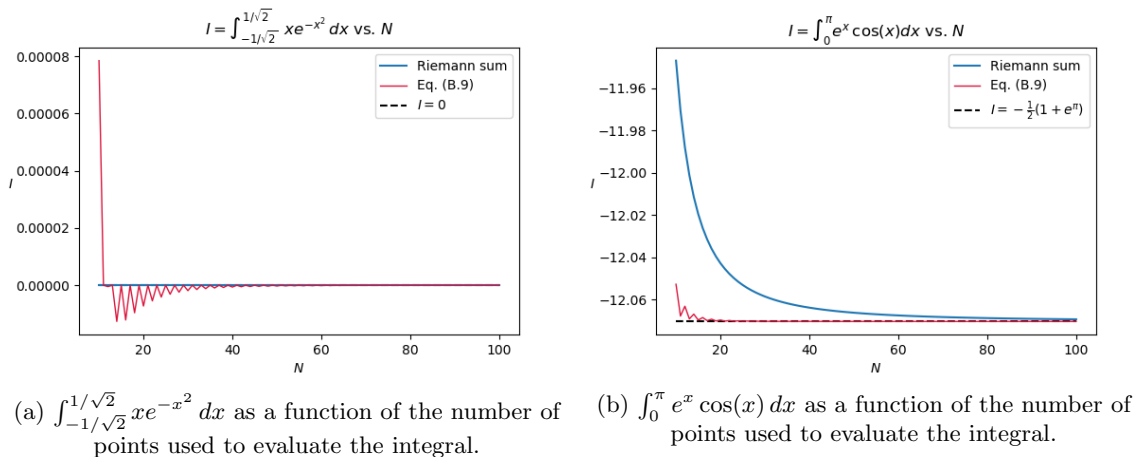 I = ∫_{-1/√2}^{1/√2} xe^{-x²} dx vs. N
0.00008
0.00006
0.00004
0.00002
0.00000
I
20
40
60
80
100
N
Riemann sum
Eq. (B.9)
I = 0
(a) ∫_{-1/√2}^{1/√2} xe^{-x²} dx as a function of the number of
points used to evaluate the integral.
I = ∫_0^π e^x cos(x)dx vs. N
−11.96
−11.98
−12.00
−12.02
−12.04
−12.06
I
20
40
60
80
100
N
Riemann sum
Eq. (B.9)
I = −½(1 + e^π)
(b) ∫_0^π e^x cos(x) dx as a function of the number of
points used to evaluate the integral.